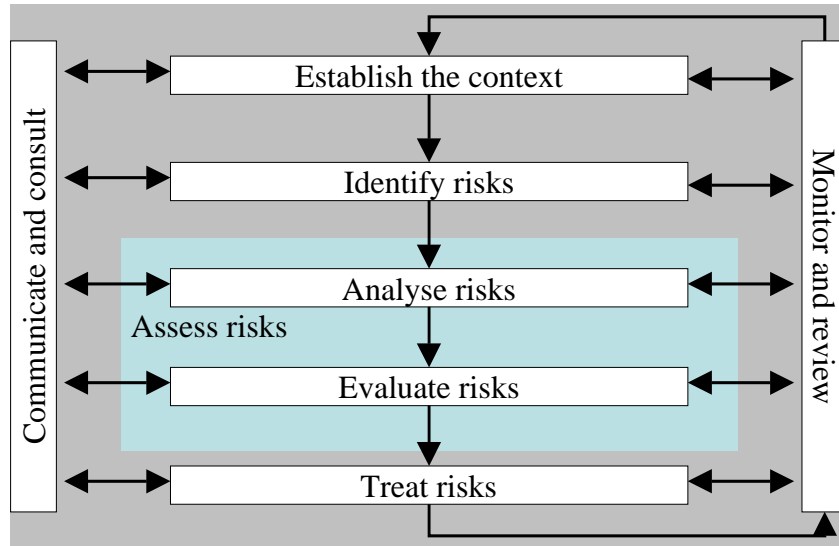 Communicate and consult
Establish the context
Identify risks
Analyse risks
Assess risks
Evaluate risks
Treat risks
Monitor and review